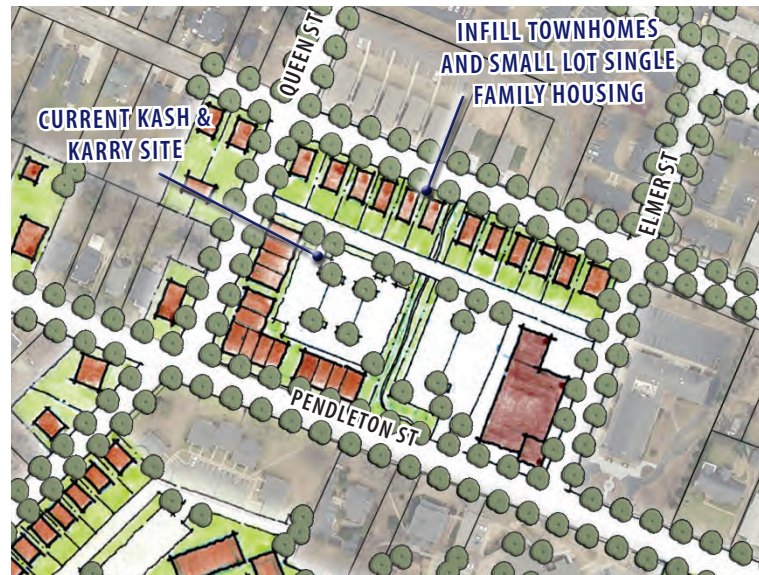 QUEEN ST
INFILL TOWNHOMES
AND SMALL LOT SINGLE
FAMILY HOUSING
CURRENT KASH &
KARRY SITE
ELMER ST
PENDLETON ST